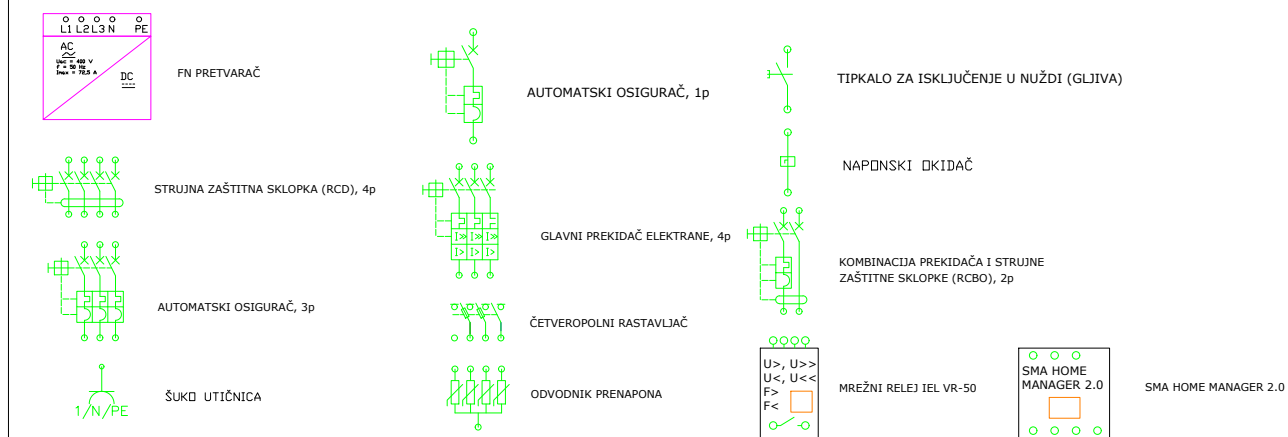 L1 L2 L3 N PE
AC
Uac = 400 V
f = 50 Hz
Imax = 72,5 A
DC
FN PRETVARAČ
AUTOMATSKI OSIGURAČ, 1p
TIPKALO ZA ISKLJUČENJE U NUŽDI (GLJIVA)
NAPONSKI OKIDAČ
STRUJNA ZAŠTITNA SKLOPKA (RCD), 4p
I≫ I≫ I≫
I> I> I>
GLAVNI PREKIDAČ ELEKTRANE, 4p
KOMBINACIJA PREKIDAČA I STRUJNE
ZAŠTITNE SKLOPKE (RCBO), 2p
AUTOMATSKI OSIGURAČ, 3p
ČETVEROPOLNI RASTAVLJAČ
1/N/PE
ŠUKO UTIČNICA
ODVODNIK PRENAPONA
U>, U>>
U<, U<<
F>
F<
MREŽNI RELEJ IEL VR-50
SMA HOME
MANAGER 2.0
SMA HOME MANAGER 2.0